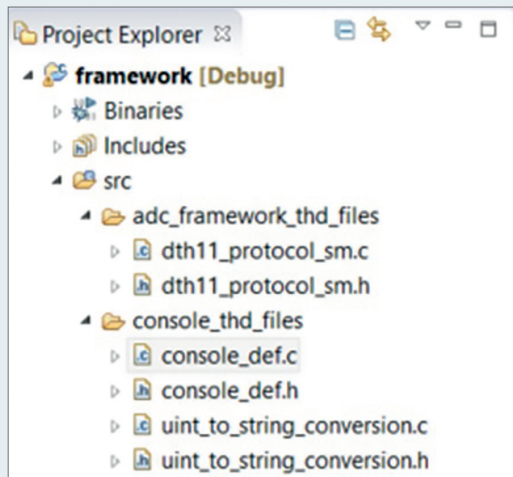 Project Explorer
framework [Debug]
Binaries
Includes
src
adc_framework_thd_files
dth11_protocol_sm.c
dth11_protocol_sm.h
console_thd_files
console_def.c
console_def.h
uint_to_string_conversion.c
uint_to_string_conversion.h